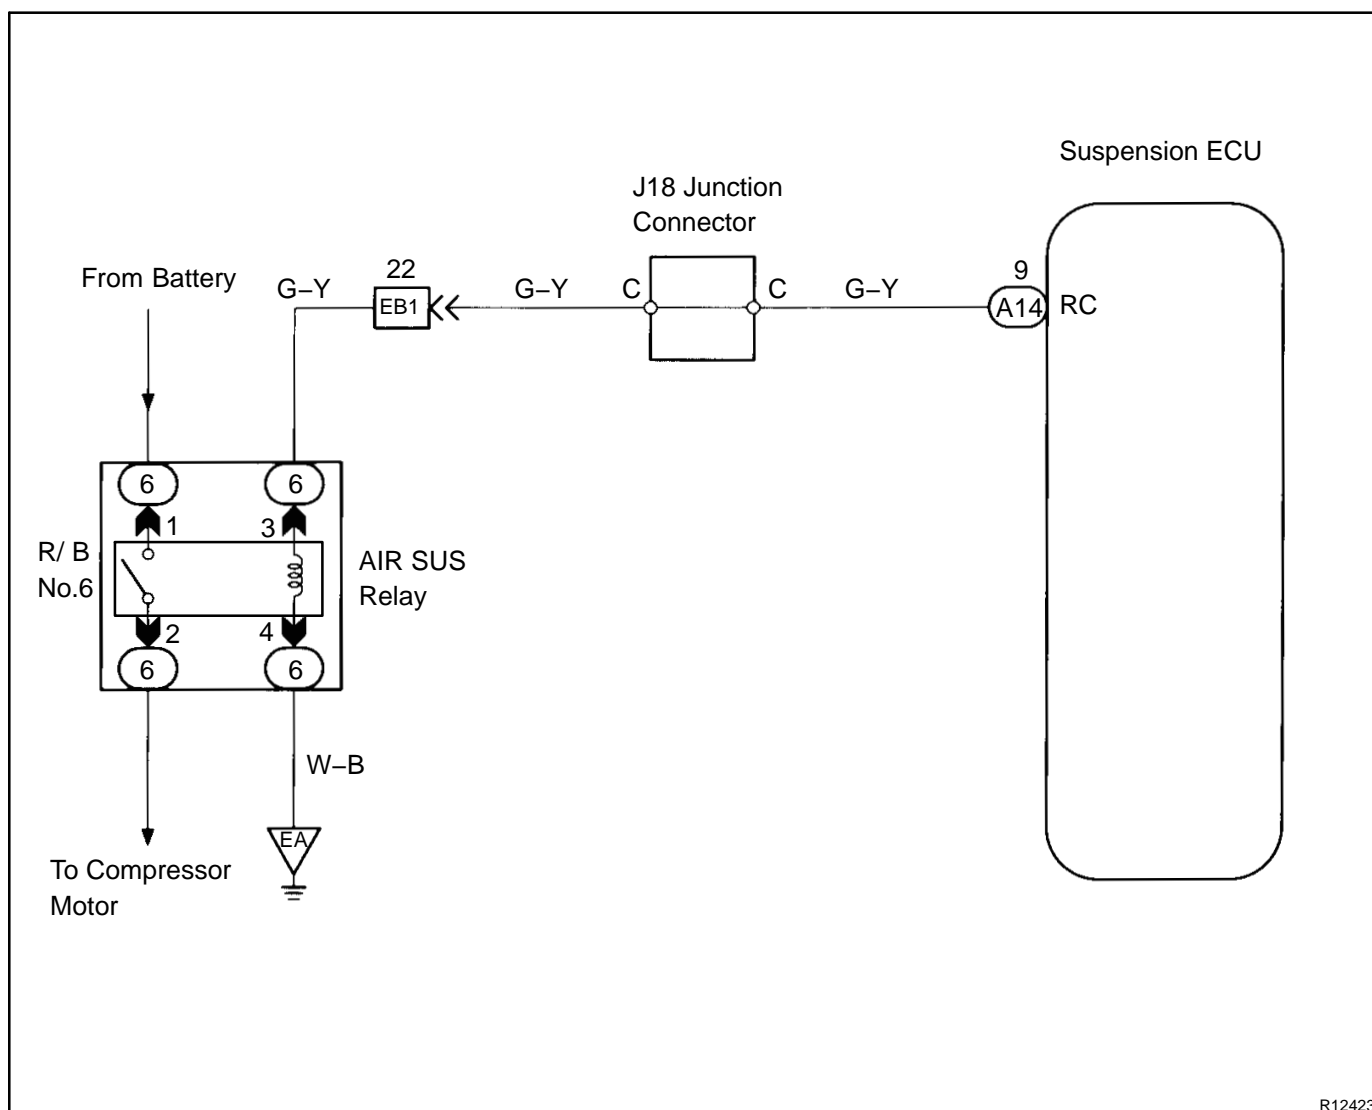 Suspension ECU
J18 Junction
Connector
From Battery
22
9
G–Y
EB1
G–Y
C
C
G–Y
A14
RC
6
6
1
3
R/ B
No.6
AIR SUS
Relay
2
4
6
6
W–B
EA
To Compressor
Motor
R12423